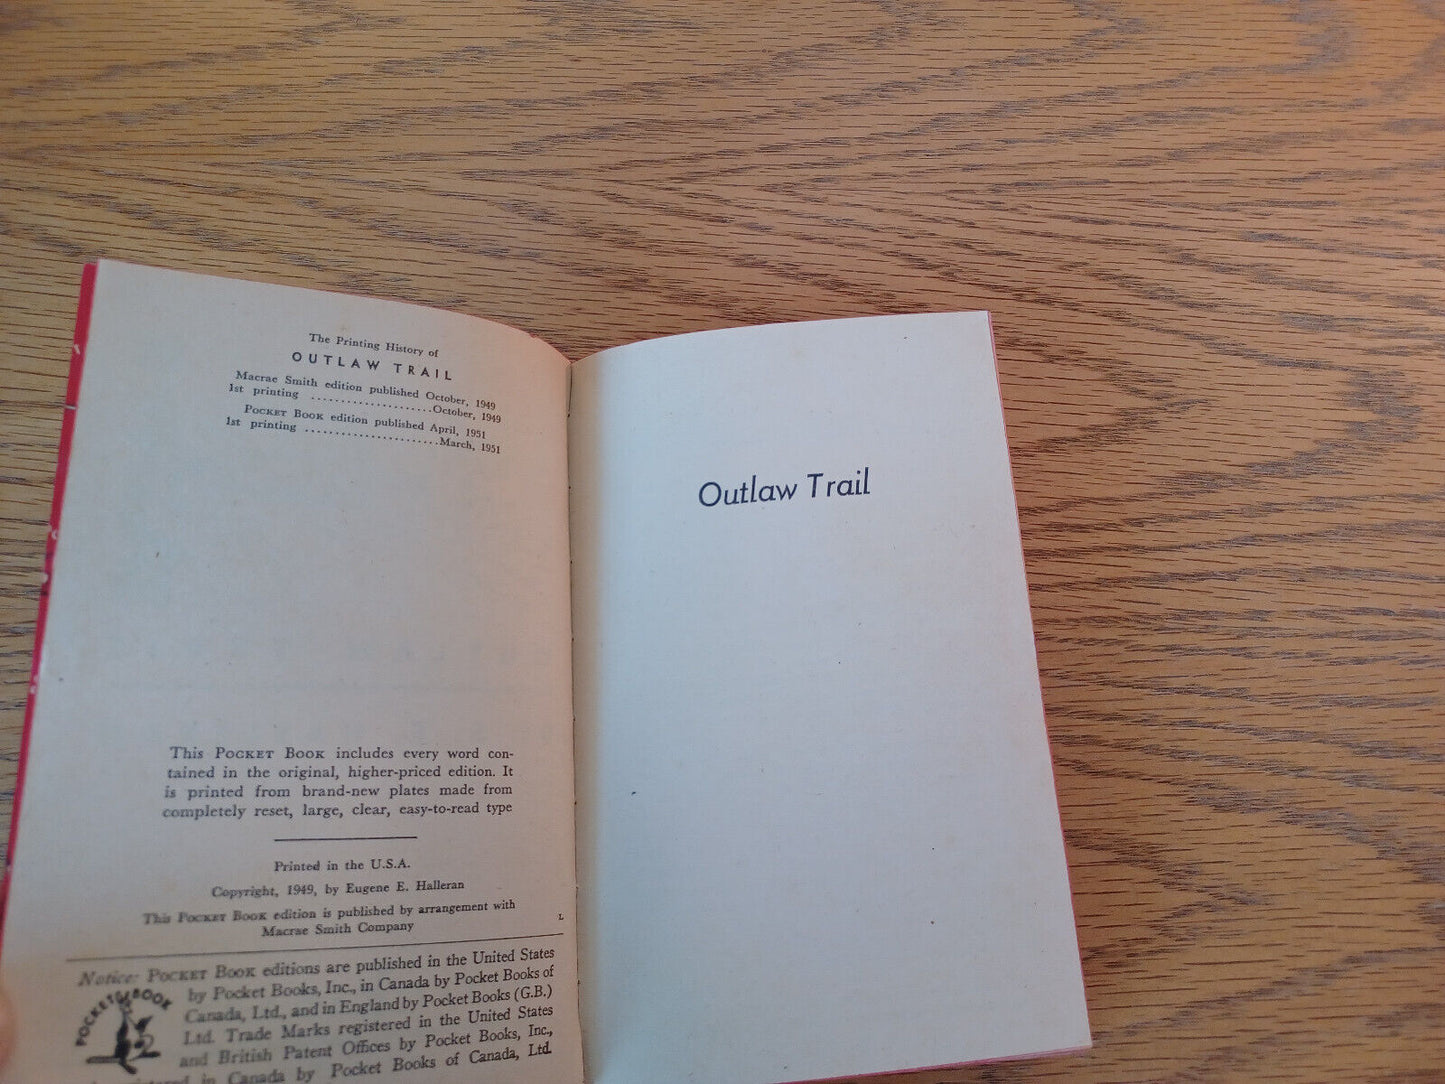 The Printing History of
OUTLAW TRAIL
Macrae Smith edition published October, 1949
1st printing .....................October, 1949
POCKET BOOK edition published April, 1951
1st printing .......................March, 1951
This POCKET BOOK includes every word con-
tained in the original, higher-priced edition. It
is printed from brand-new plates made from
completely reset, large, clear, easy-to-read type
Printed in the U.S.A.
Copyright, 1949, by Eugene E. Halleran
This POCKET BOOK edition is published by arrangement with
Macrae Smith Company
L
Notice: POCKET BOOK editions are published in the United States
by Pocket Books, Inc., in Canada by Pocket Books of
Canada, Ltd., and in England by Pocket Books (G.B.)
Ltd. Trade Marks registered in the United States
and British Patent Offices by Pocket Books, Inc.,
in Canada by Pocket Books of Canada, Ltd.
POCKET BOOK
Outlaw Trail